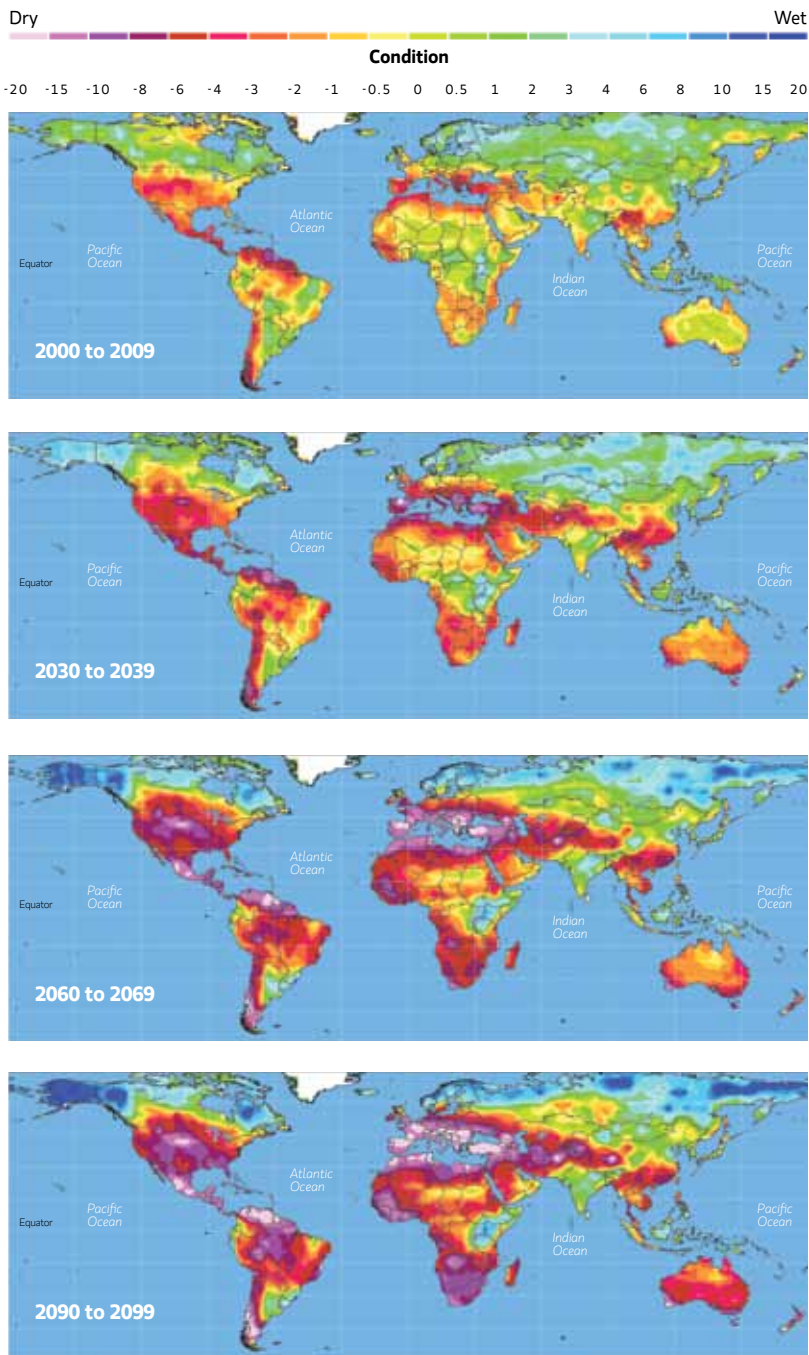 Dry Wet
Condition
-20 -15 -10 -8 -6 -4 -3 -2 -1 -0.5 0 0.5 1 2 3 4 6 8 10 15 20
Atlantic
Ocean
Pacific
Ocean
Equator
Indian
Ocean
Pacific
Ocean
2000 to 2009
Atlantic
Ocean
Pacific
Ocean
Equator
Indian
Ocean
Pacific
Ocean
2030 to 2039
Atlantic
Ocean
Pacific
Ocean
Equator
Indian
Ocean
Pacific
Ocean
2060 to 2069
Atlantic
Ocean
Pacific
Ocean
Equator
Indian
Ocean
Pacific
Ocean
2090 to 2099